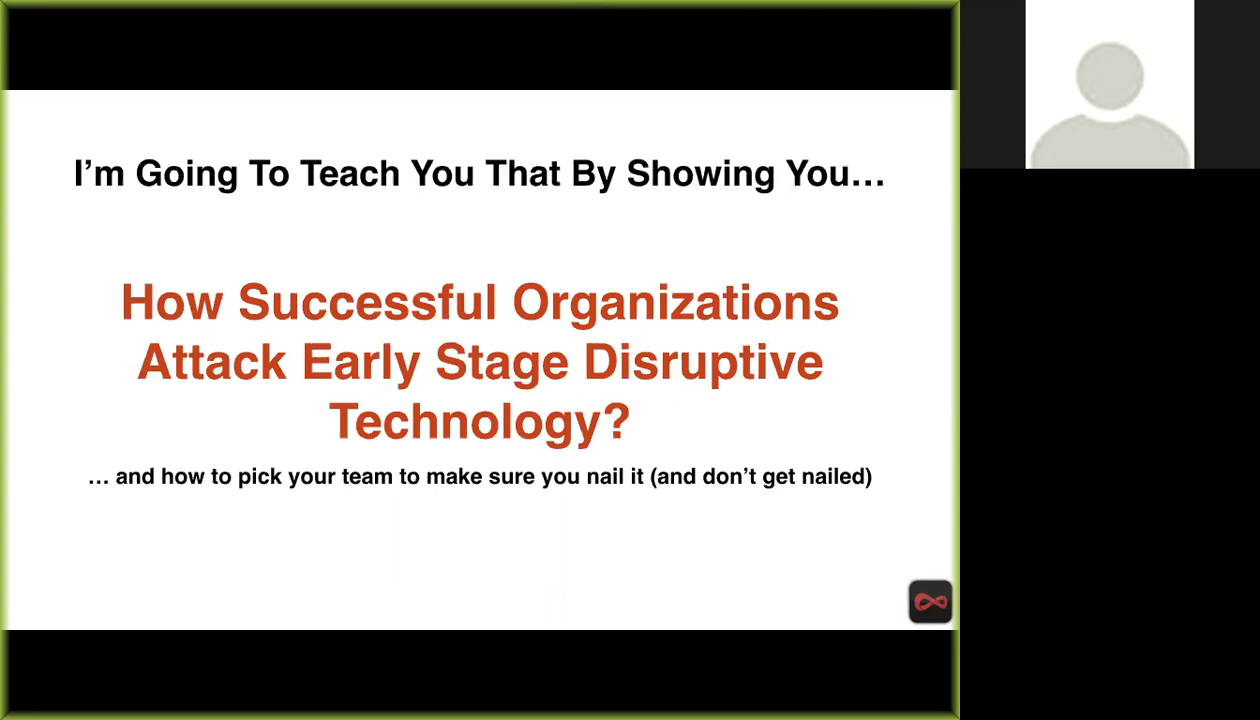 I’m Going To Teach You That By Showing You…
How Successful Organizations
Attack Early Stage Disruptive
Technology?
… and how to pick your team to make sure you nail it (and don’t get nailed)